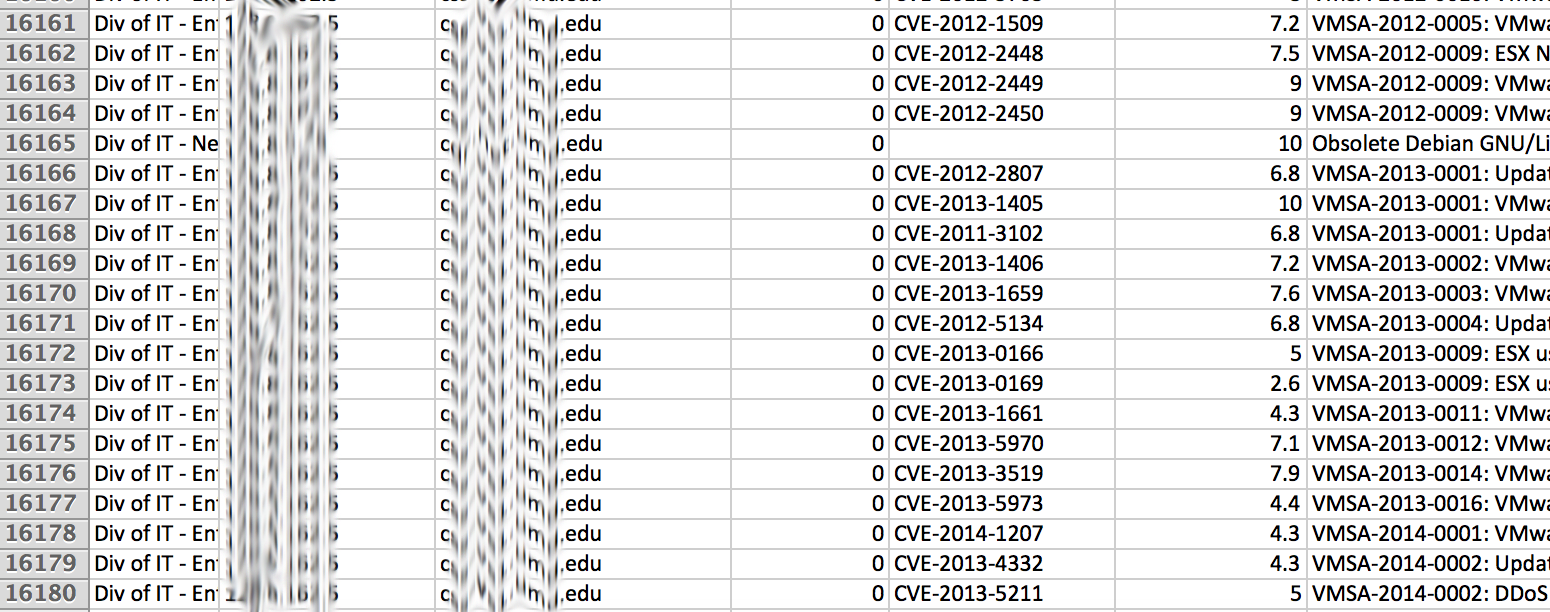 16161 Div of IT - En 7.2 .edu 0 CVE-2012-1509 7.2 VMSA-2012-0005: VMwa
16162 Div of IT - En .edu 0 CVE-2012-2448 7.5 VMSA-2012-0009: ESX N
16163 Div of IT - En .edu 0 CVE-2012-2449 9 VMSA-2012-0009: VMwa
16164 Div of IT - En .edu 0 CVE-2012-2450 9 VMSA-2012-0009: VMwa
16165 Div of IT - Ne .edu 0 10 Obsolete Debian GNU/Li
16166 Div of IT - En .edu 0 CVE-2012-2807 6.8 VMSA-2013-0001: Updat
16167 Div of IT - En .edu 0 CVE-2013-1405 10 VMSA-2013-0001: VMwa
16168 Div of IT - En .edu 0 CVE-2011-3102 6.8 VMSA-2013-0001: Updat
16169 Div of IT - En .edu 0 CVE-2013-1406 7.2 VMSA-2013-0002: VMwa
16170 Div of IT - En .edu 0 CVE-2013-1659 7.6 VMSA-2013-0003: VMwa
16171 Div of IT - En .edu 0 CVE-2012-5134 6.8 VMSA-2013-0004: Updat
16172 Div of IT - En .edu 0 CVE-2013-0166 5 VMSA-2013-0009: ESX us
16173 Div of IT - En .edu 0 CVE-2013-0169 2.6 VMSA-2013-0009: ESX us
16174 Div of IT - En .edu 0 CVE-2013-1661 4.3 VMSA-2013-0011: VMwa
16175 Div of IT - En .edu 0 CVE-2013-5970 7.1 VMSA-2013-0012: VMwa
16176 Div of IT - En .edu 0 CVE-2013-3519 7.9 VMSA-2013-0014: VMwa
16177 Div of IT - En .edu 0 CVE-2013-5973 4.4 VMSA-2013-0016: VMwa
16178 Div of IT - En .edu 0 CVE-2014-1207 4.3 VMSA-2014-0001: VMwa
16179 Div of IT - En .edu 0 CVE-2013-4332 4.3 VMSA-2014-0002: Updat
16180 Div of IT - En .edu 0 CVE-2013-5211 5 VMSA-2014-0002: DDoS